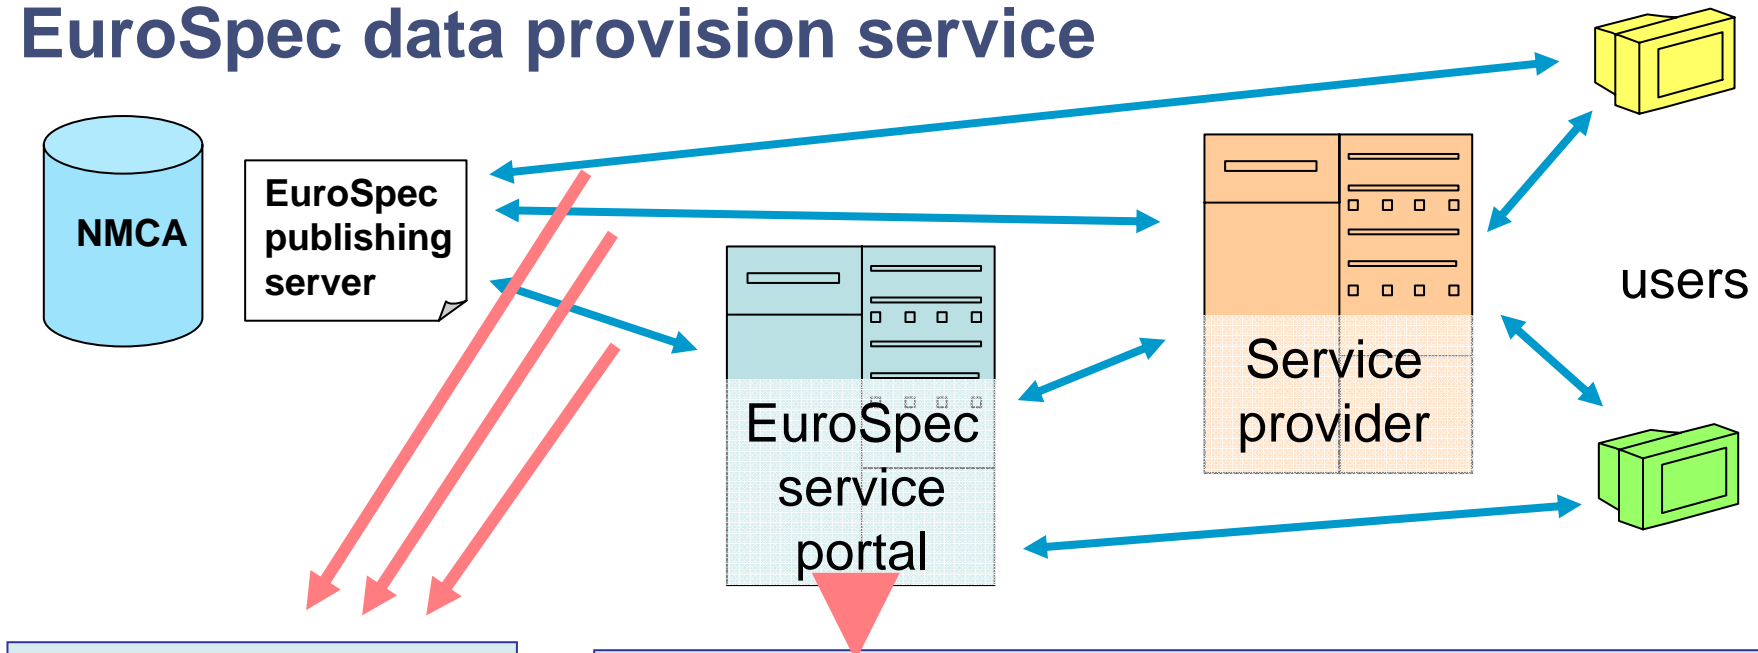 EuroSpec data provision service
NMCA
EuroSpec
publishing
server
EuroSpec
service
portal
Service
provider
users